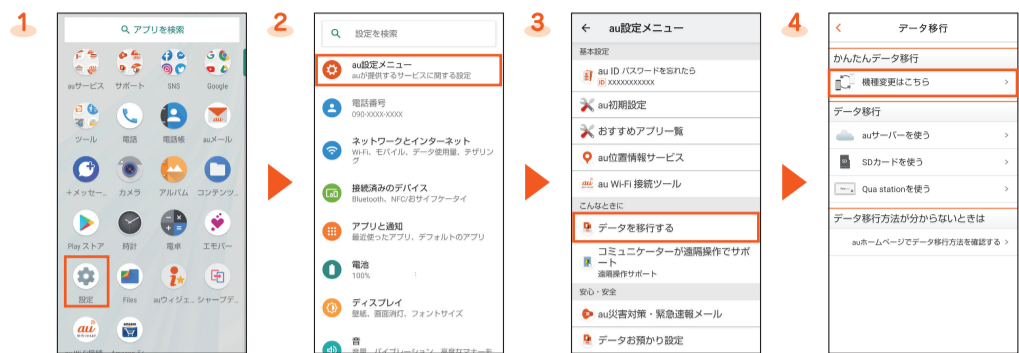 1
アプリを検索
auサービス サポート SNS Google
ツール 電話 電話帳 auメール
+メッセー... カメラ アルバム コンテンツ...
Play ストア 時計 電卓 エモパー
設定 Files auウィジェ... シャープデ...
2
設定を検索
au設定メニュー
auが提供するサービスに関する設定
電話番号
090-XXXX-XXXX
ネットワークとインターネット
Wi-Fi、モバイル、データ使用量、テザリン
グ
接続済みのデバイス
Bluetooth、NFC/おサイフケータイ
アプリと通知
最近使ったアプリ、デフォルトのアプリ
電池
100%
ディスプレイ
壁紙、画面消灯、フォントサイズ
音
3
← au設定メニュー
基本設定
au ID パスワードを忘れたら
ID XXXXXXXXXXX
au初期設定
おすすめアプリ一覧
au位置情報サービス
au au Wi-Fi 接続ツール
こんなときに
データを移行する
コミュニケーターが遠隔操作でサポ
ート
遠隔操作サポート
安心・安全
au災害対策・緊急速報メール
データお預かり設定
4
< データ移行
かんたんデータ移行
機種変更はこちら >
データ移行
auサーバーを使う >
SDカードを使う >
Qua stationを使う >
データ移行方法が分からないときは
auホームページでデータ移行方法を確認する >